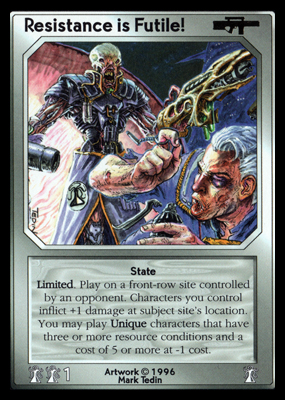 Resistance is Futile!
TEDIN
State
Limited. Play on a front-row site controlled
by an opponent. Characters you control
inflict +1 damage at subject site's location.
You may play Unique characters that have
three or more resource conditions and a
cost of 5 or more at -1 cost.
1
Artwork © 1996
Mark Tedin